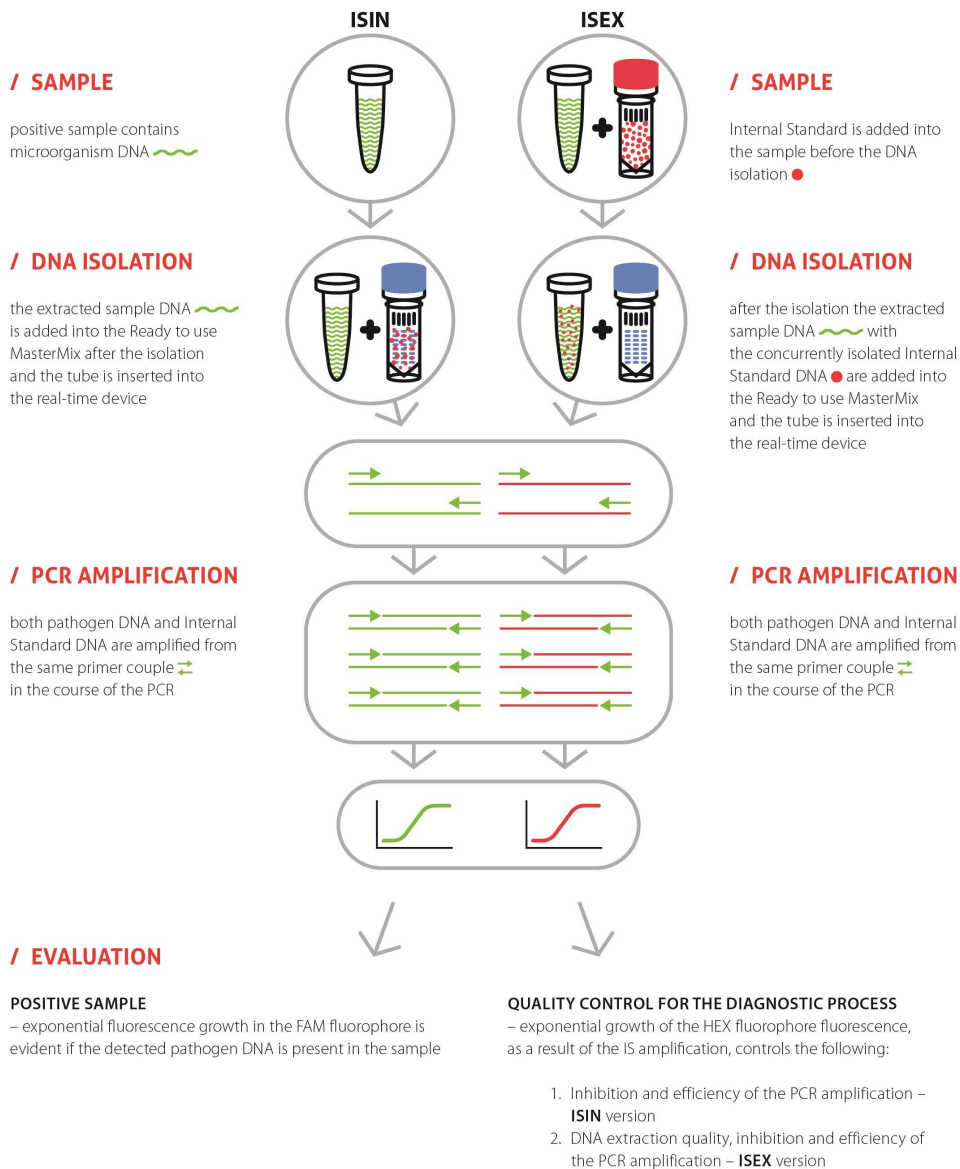 ISIN
ISEX
/ SAMPLE
positive sample contains
microorganism DNA
/ SAMPLE
Internal Standard is added into
the sample before the DNA
isolation
/ DNA ISOLATION
the extracted sample DNA
is added into the Ready to use
MasterMix after the isolation
and the tube is inserted into
the real-time device
/ DNA ISOLATION
after the isolation the extracted
sample DNA with
the concurrently isolated Internal
Standard DNA are added into
the Ready to use MasterMix
and the tube is inserted into
the real-time device
/ PCR AMPLIFICATION
both pathogen DNA and Internal
Standard DNA are amplified from
the same primer couple
in the course of the PCR
/ PCR AMPLIFICATION
both pathogen DNA and Internal
Standard DNA are amplified from
the same primer couple
in the course of the PCR
/ EVALUATION
POSITIVE SAMPLE
– exponential fluorescence growth in the FAM fluorophore is
evident if the detected pathogen DNA is present in the sample
QUALITY CONTROL FOR THE DIAGNOSTIC PROCESS
– exponential growth of the HEX fluorophore fluorescence,
as a result of the IS amplification, controls the following:
1. Inhibition and efficiency of the PCR amplification –
ISIN version
2. DNA extraction quality, inhibition and efficiency of
the PCR amplification – ISEX version